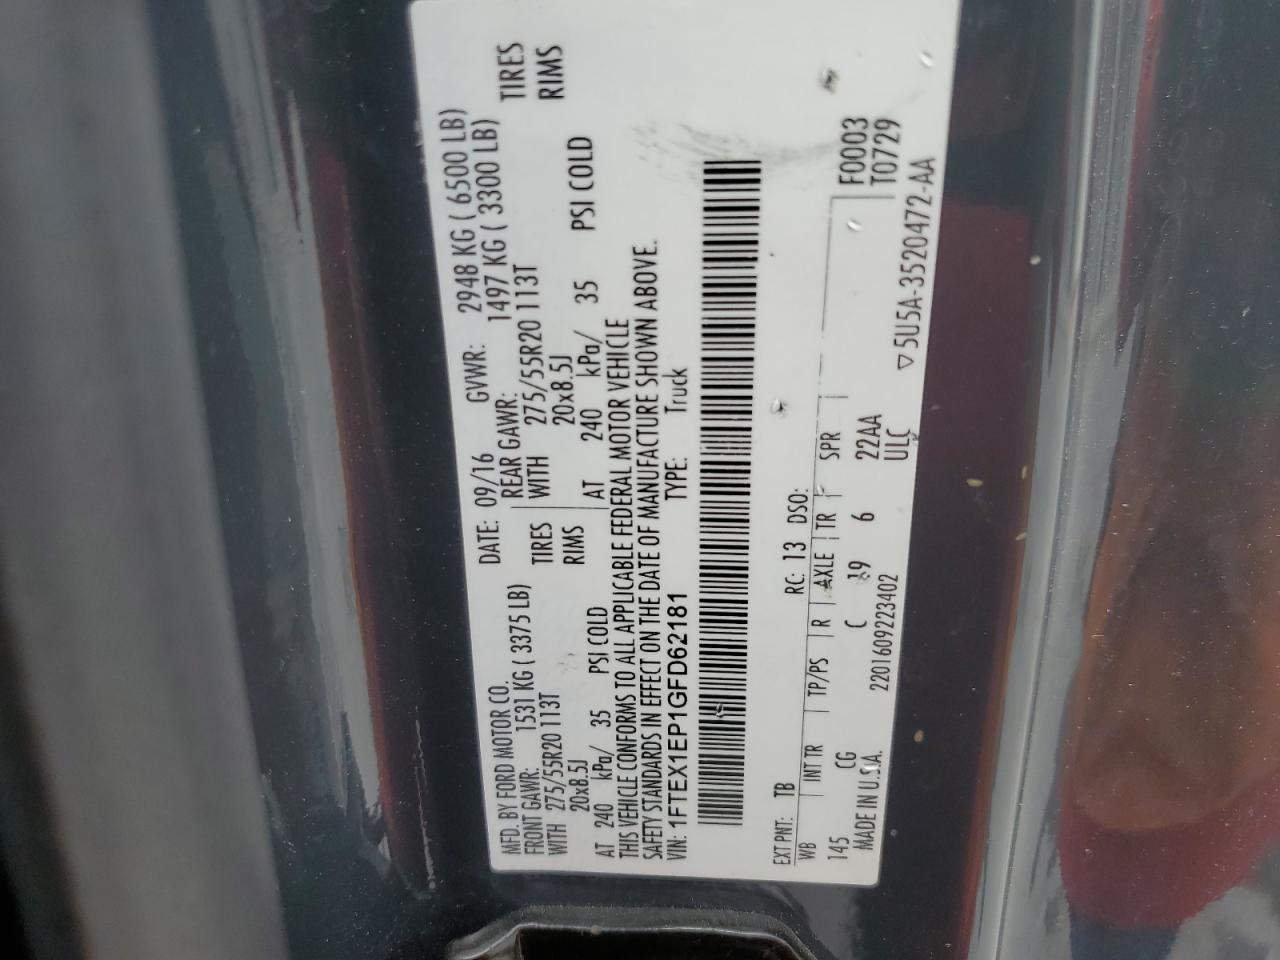 MFD. BY FORD MOTOR CO.
DATE: 09/16 GVWR: 2948 KG ( 6500 LB)
FRONT GAWR: 1531 KG ( 3375 LB) REAR GAWR: 1497 KG ( 3300 LB)
WITH 275/55R20 113T TIRES WITH 275/55R20 113T TIRES
20x8.5J RIMS 20x8.5J RIMS
AT 240 kPa/ 35 PSI COLD AT 240 kPa/ 35 PSI COLD
THIS VEHICLE CONFORMS TO ALL APPLICABLE FEDERAL MOTOR VEHICLE
SAFETY STANDARDS IN EFFECT ON THE DATE OF MANUFACTURE SHOWN ABOVE.
VIN: 1FTEX1EP1GFD62181 TYPE: Truck
EXT PNT: TB RC: 13 DSO:
WB INT TR TP/PS R AXLE TR SPR F0003
145 CG C 19 6 22AA T0729
MADE IN U.S.A. 2201609223402 ULC ▽5U5A-3520472-AA